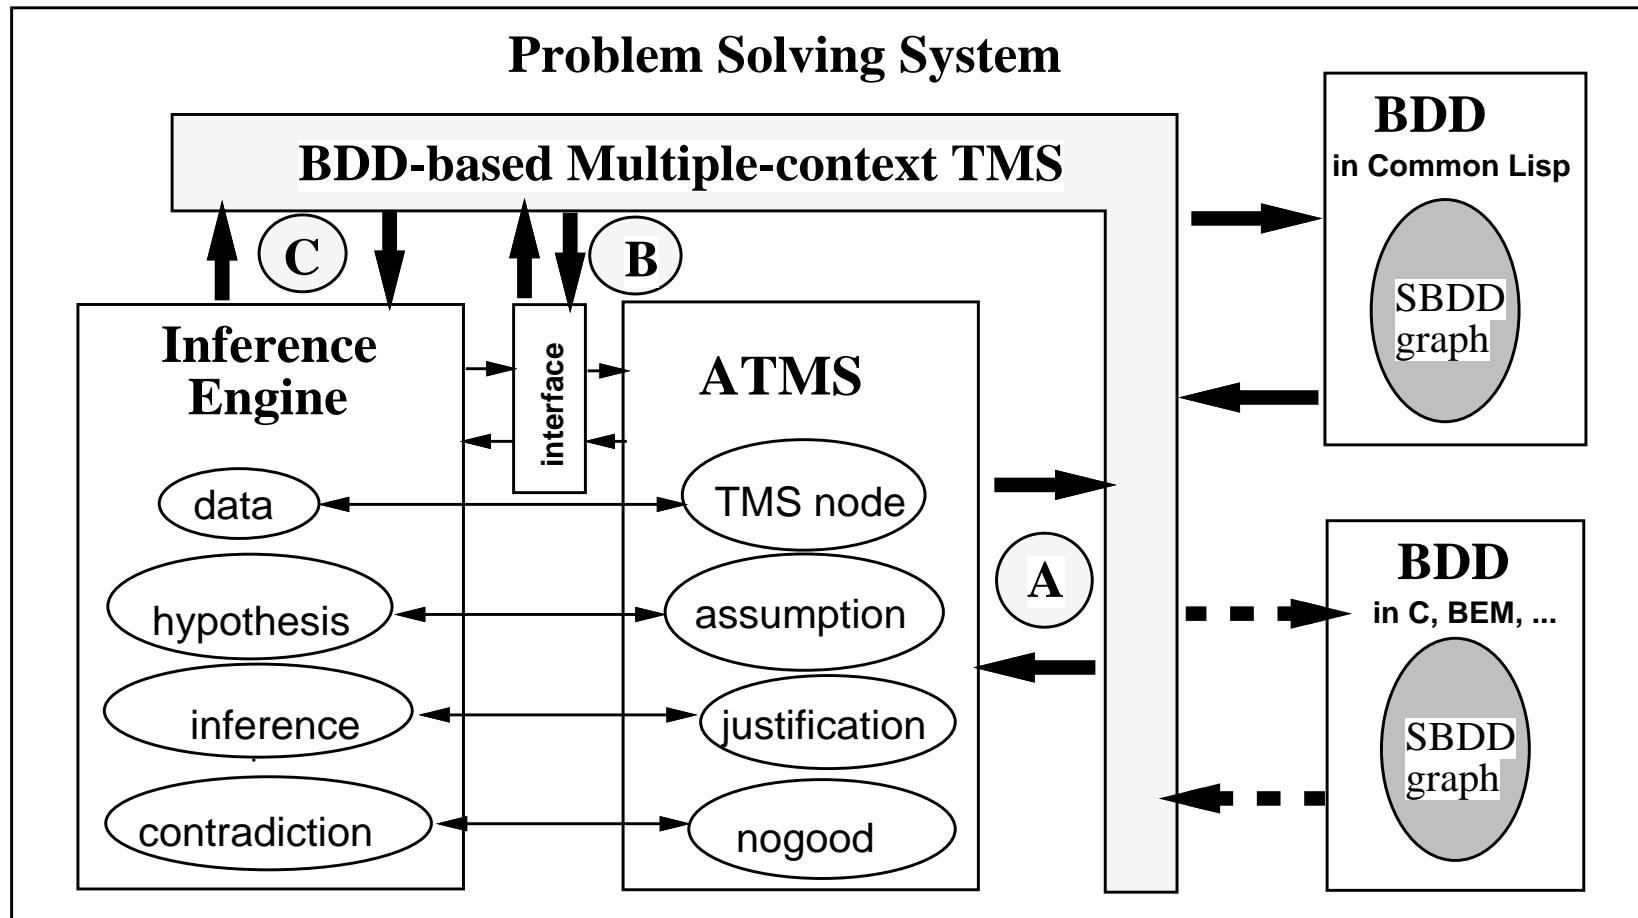 Problem Solving System
BDD-based Multiple-context TMS
C
B
Inference
Engine
interface
ATMS
data
TMS node
hypothesis
assumption
inference
justification
contradiction
nogood
A
BDD
in Common Lisp
SBDD
graph
BDD
in C, BEM, ...
SBDD
graph